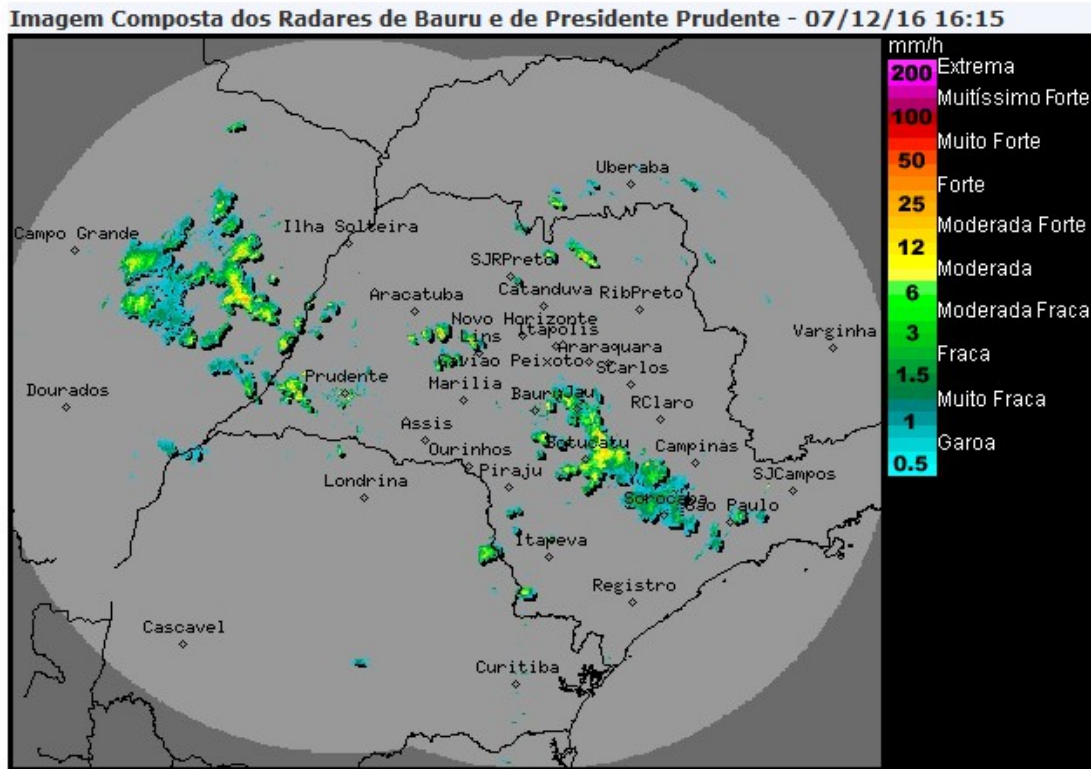 Imagem Composta dos Radares de Bauru e de Presidente Prudente - 07/12/16 16:15
mm/h
200 Extrema
Muitíssimo Forte
100
Muito Forte
50
Forte
25
Moderada Forte
12
Moderada
6
Moderada Fraca
3
Fraca
1.5
Muito Fraca
1
Garoa
0.5
Uberaba
Campo Grande
Ilha Solteira
SJRPreto
Aracatuba
Catanduva
RibPreto
Novo Horizonte
Lins
Itapolis
Varginha
Gaviao Peixoto
Araraquara
SCarlos
Dourados
Prudente
Marilia
Bauru
Jau
RClaro
Assis
Botucatu
Campinas
Ourinhos
Piraju
SJCampos
Londrina
Sorocaba
Sao Paulo
Itapeva
Registro
Cascavel
Curitiba